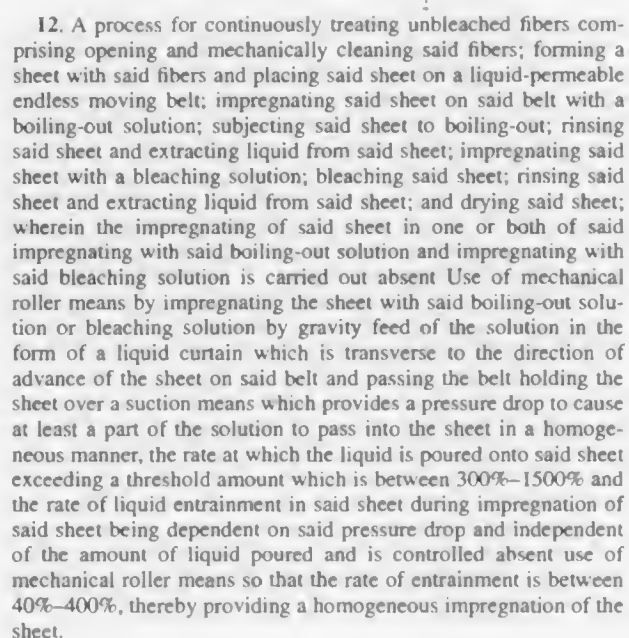 12. A process for continuously treating unbleached fibers com-
prising opening and mechanically cleaning said fibers; forming a
sheet with said fibers and placing said sheet on a liquid-permeable
endless moving belt; impregnating said sheet on said belt with a
boiling-out solution; subjecting said sheet to boiling-out; rinsing
said sheet and extracting liquid from said sheet; impregnating said
sheet with a bleaching solution; bleaching said sheet; rinsing said
sheet and extracting liquid from said sheet; and drying said sheet;
wherein the impregnating of said sheet in one or both of said
impregnating with said boiling-out solution and impregnating with
said bleaching solution is carried out absent Use of mechanical
roller means by impregnating the sheet with said boiling-out solu-
tion or bleaching solution by gravity feed of the solution in the
form of a liquid curtain which is transverse to the direction of
advance of the sheet on said belt and passing the belt holding the
sheet over a suction means which provides a pressure drop to cause
at least a part of the solution to pass into the sheet in a homoge-
neous manner, the rate at which the liquid is poured onto said sheet
exceeding a threshold amount which is between 300%–1500% and
the rate of liquid entrainment in said sheet during impregnation of
said sheet being dependent on said pressure drop and independent
of the amount of liquid poured and is controlled absent use of
mechanical roller means so that the rate of entrainment is between
40%–400%, thereby providing a homogeneous impregnation of the
sheet.